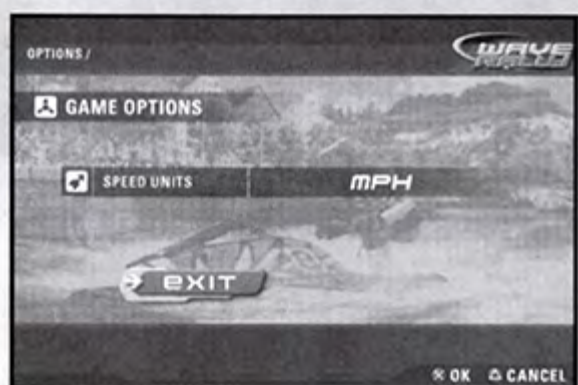 OPTIONS /
WAVE
RALLY
GAME OPTIONS
SPEED UNITS MPH
EXIT
OK CANCEL